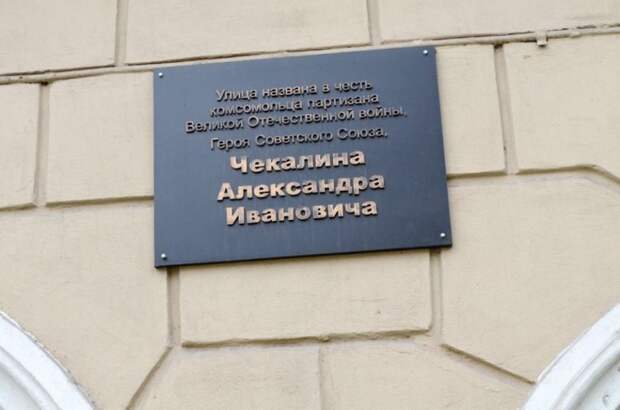 Улица названа в честь
комсомольца партизана
Великой Отечественной войны,
Героя Советского Союза,
Чекалина
Александра
Ивановича